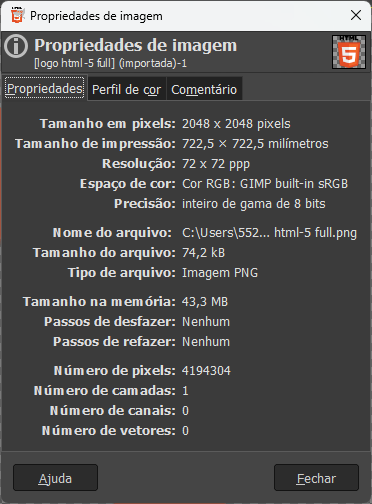 Propriedades de imagem
Propriedades de imagem
[logo html-5 full] (importada)-1
HTML
5
Propriedades
Perfil de cor
Comentário
Tamanho em pixels: 2048 x 2048 pixels
Tamanho de impressão: 722,5 × 722,5 milímetros
Resolução: 72 x 72 ppp
Espaço de cor: Cor RGB: GIMP built-in sRGB
Precisão: inteiro de gama de 8 bits
Nome do arquivo: C:\Users\552... html-5 full.png
Tamanho do arquivo: 74,2 kB
Tipo de arquivo: Imagem PNG
Tamanho na memória: 43,3 MB
Passos de desfazer: Nenhum
Passos de refazer: Nenhum
Número de pixels: 4194304
Número de camadas: 1
Número de canais: 0
Número de vetores: 0
Ajuda
Fechar